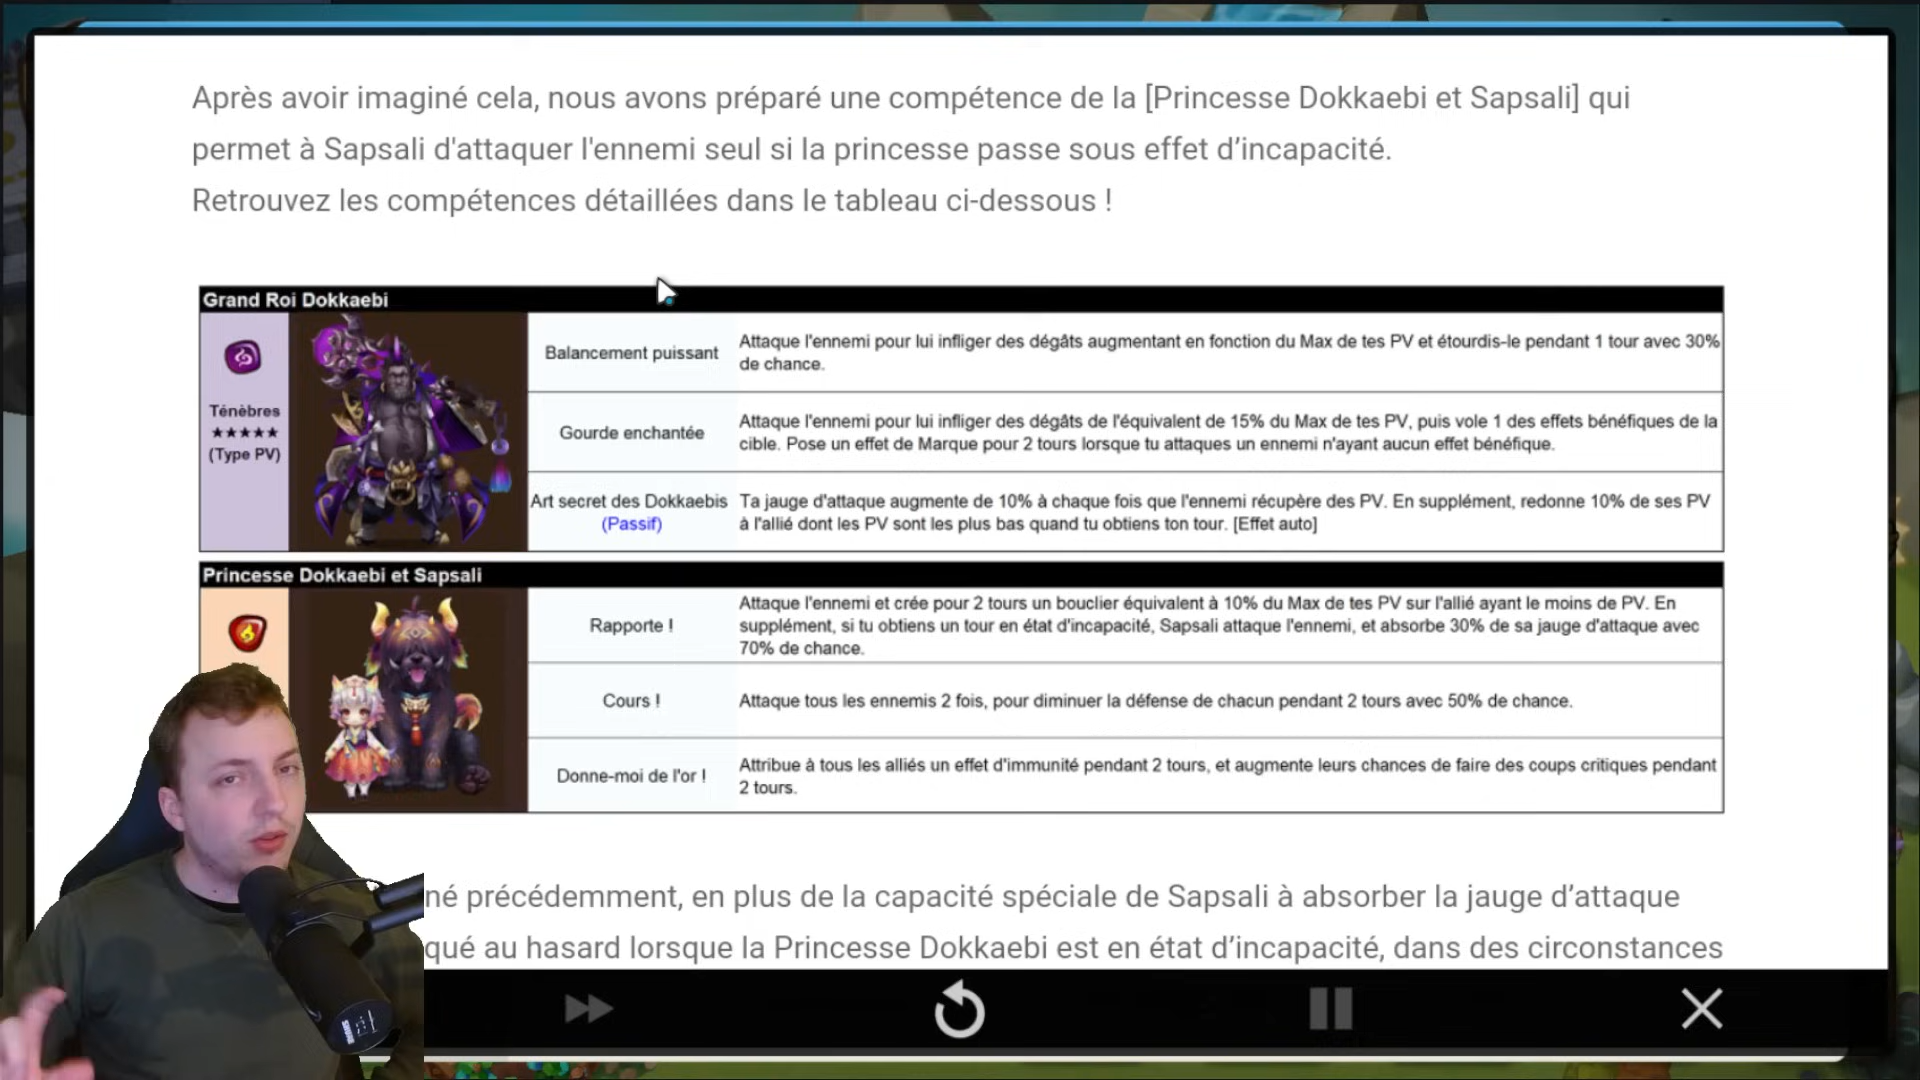 Après avoir imaginé cela, nous avons préparé une compétence de la [Princesse Dokkaebi et Sapsali] qui
permet à Sapsali d'attaquer l'ennemi seul si la princesse passe sous effet d’incapacité.
Retrouvez les compétences détaillées dans le tableau ci-dessous !
Grand Roi Dokkaebi
Ténèbres
★★★★★
(Type PV)
Balancement puissant
Attaque l'ennemi pour lui infliger des dégâts augmentant en fonction du Max de tes PV et étourdis-le pendant 1 tour avec 30%
de chance.
Gourde enchantée
Attaque l'ennemi pour lui infliger des dégâts de l'équivalent de 15% du Max de tes PV, puis vole 1 des effets bénéfiques de la
cible. Pose un effet de Marque pour 2 tours lorsque tu attaques un ennemi n'ayant aucun effet bénéfique.
Art secret des Dokkaebis
(Passif)
Ta jauge d'attaque augmente de 10% à chaque fois que l'ennemi récupère des PV. En supplément, redonne 10% de ses PV
à l'allié dont les PV sont les plus bas quand tu obtiens ton tour. [Effet auto]
Princesse Dokkaebi et Sapsali
Rapporte !
Attaque l'ennemi et crée pour 2 tours un bouclier équivalent à 10% du Max de tes PV sur l'allié ayant le moins de PV. En
supplément, si tu obtiens un tour en état d'incapacité, Sapsali attaque l'ennemi, et absorbe 30% de sa jauge d'attaque avec
70% de chance.
Cours !
Attaque tous les ennemis 2 fois, pour diminuer la défense de chacun pendant 2 tours avec 50% de chance.
Donne-moi de l'or !
Attribue à tous les alliés un effet d'immunité pendant 2 tours, et augmente leurs chances de faire des coups critiques pendant
2 tours.
né précédemment, en plus de la capacité spéciale de Sapsali à absorber la jauge d’attaque
qué au hasard lorsque la Princesse Dokkaebi est en état d’incapacité, dans des circonstances